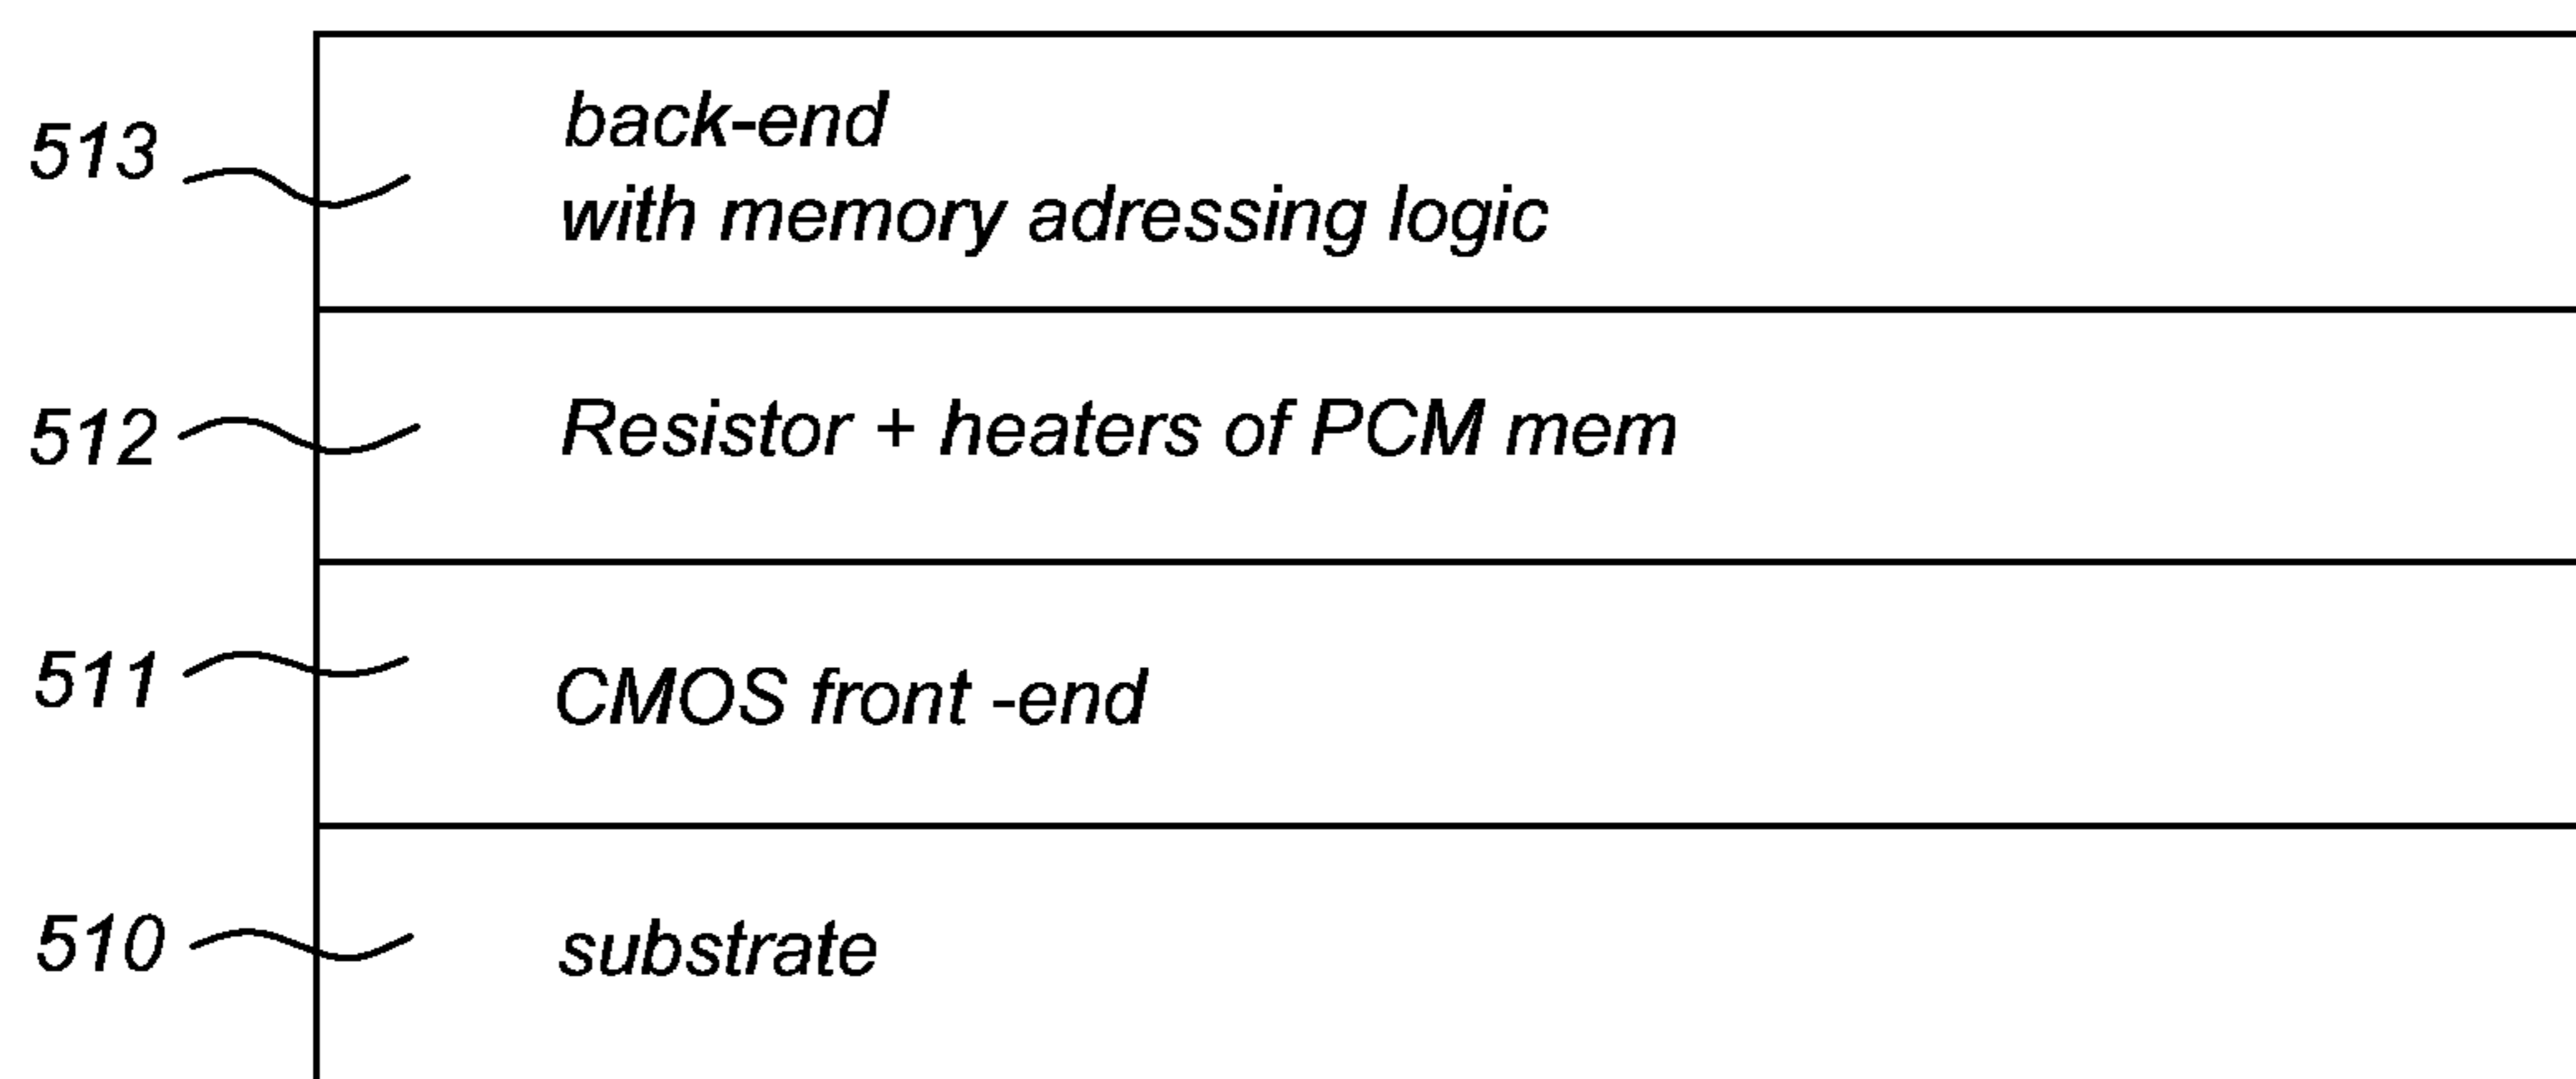 513
back-end
with memory adressing logic
512
Resistor + heaters of PCM mem
511
CMOS front -end
510
substrate